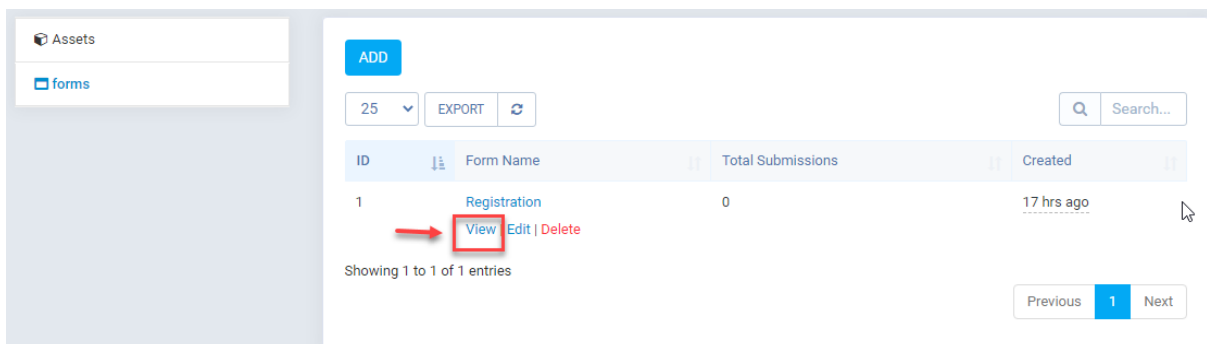 Assets
forms
ADD
25 EXPORT Search...
ID Form Name Total Submissions Created
1 Registration 0 17 hrs ago
View | Edit | Delete
Showing 1 to 1 of 1 entries
Previous 1 Next